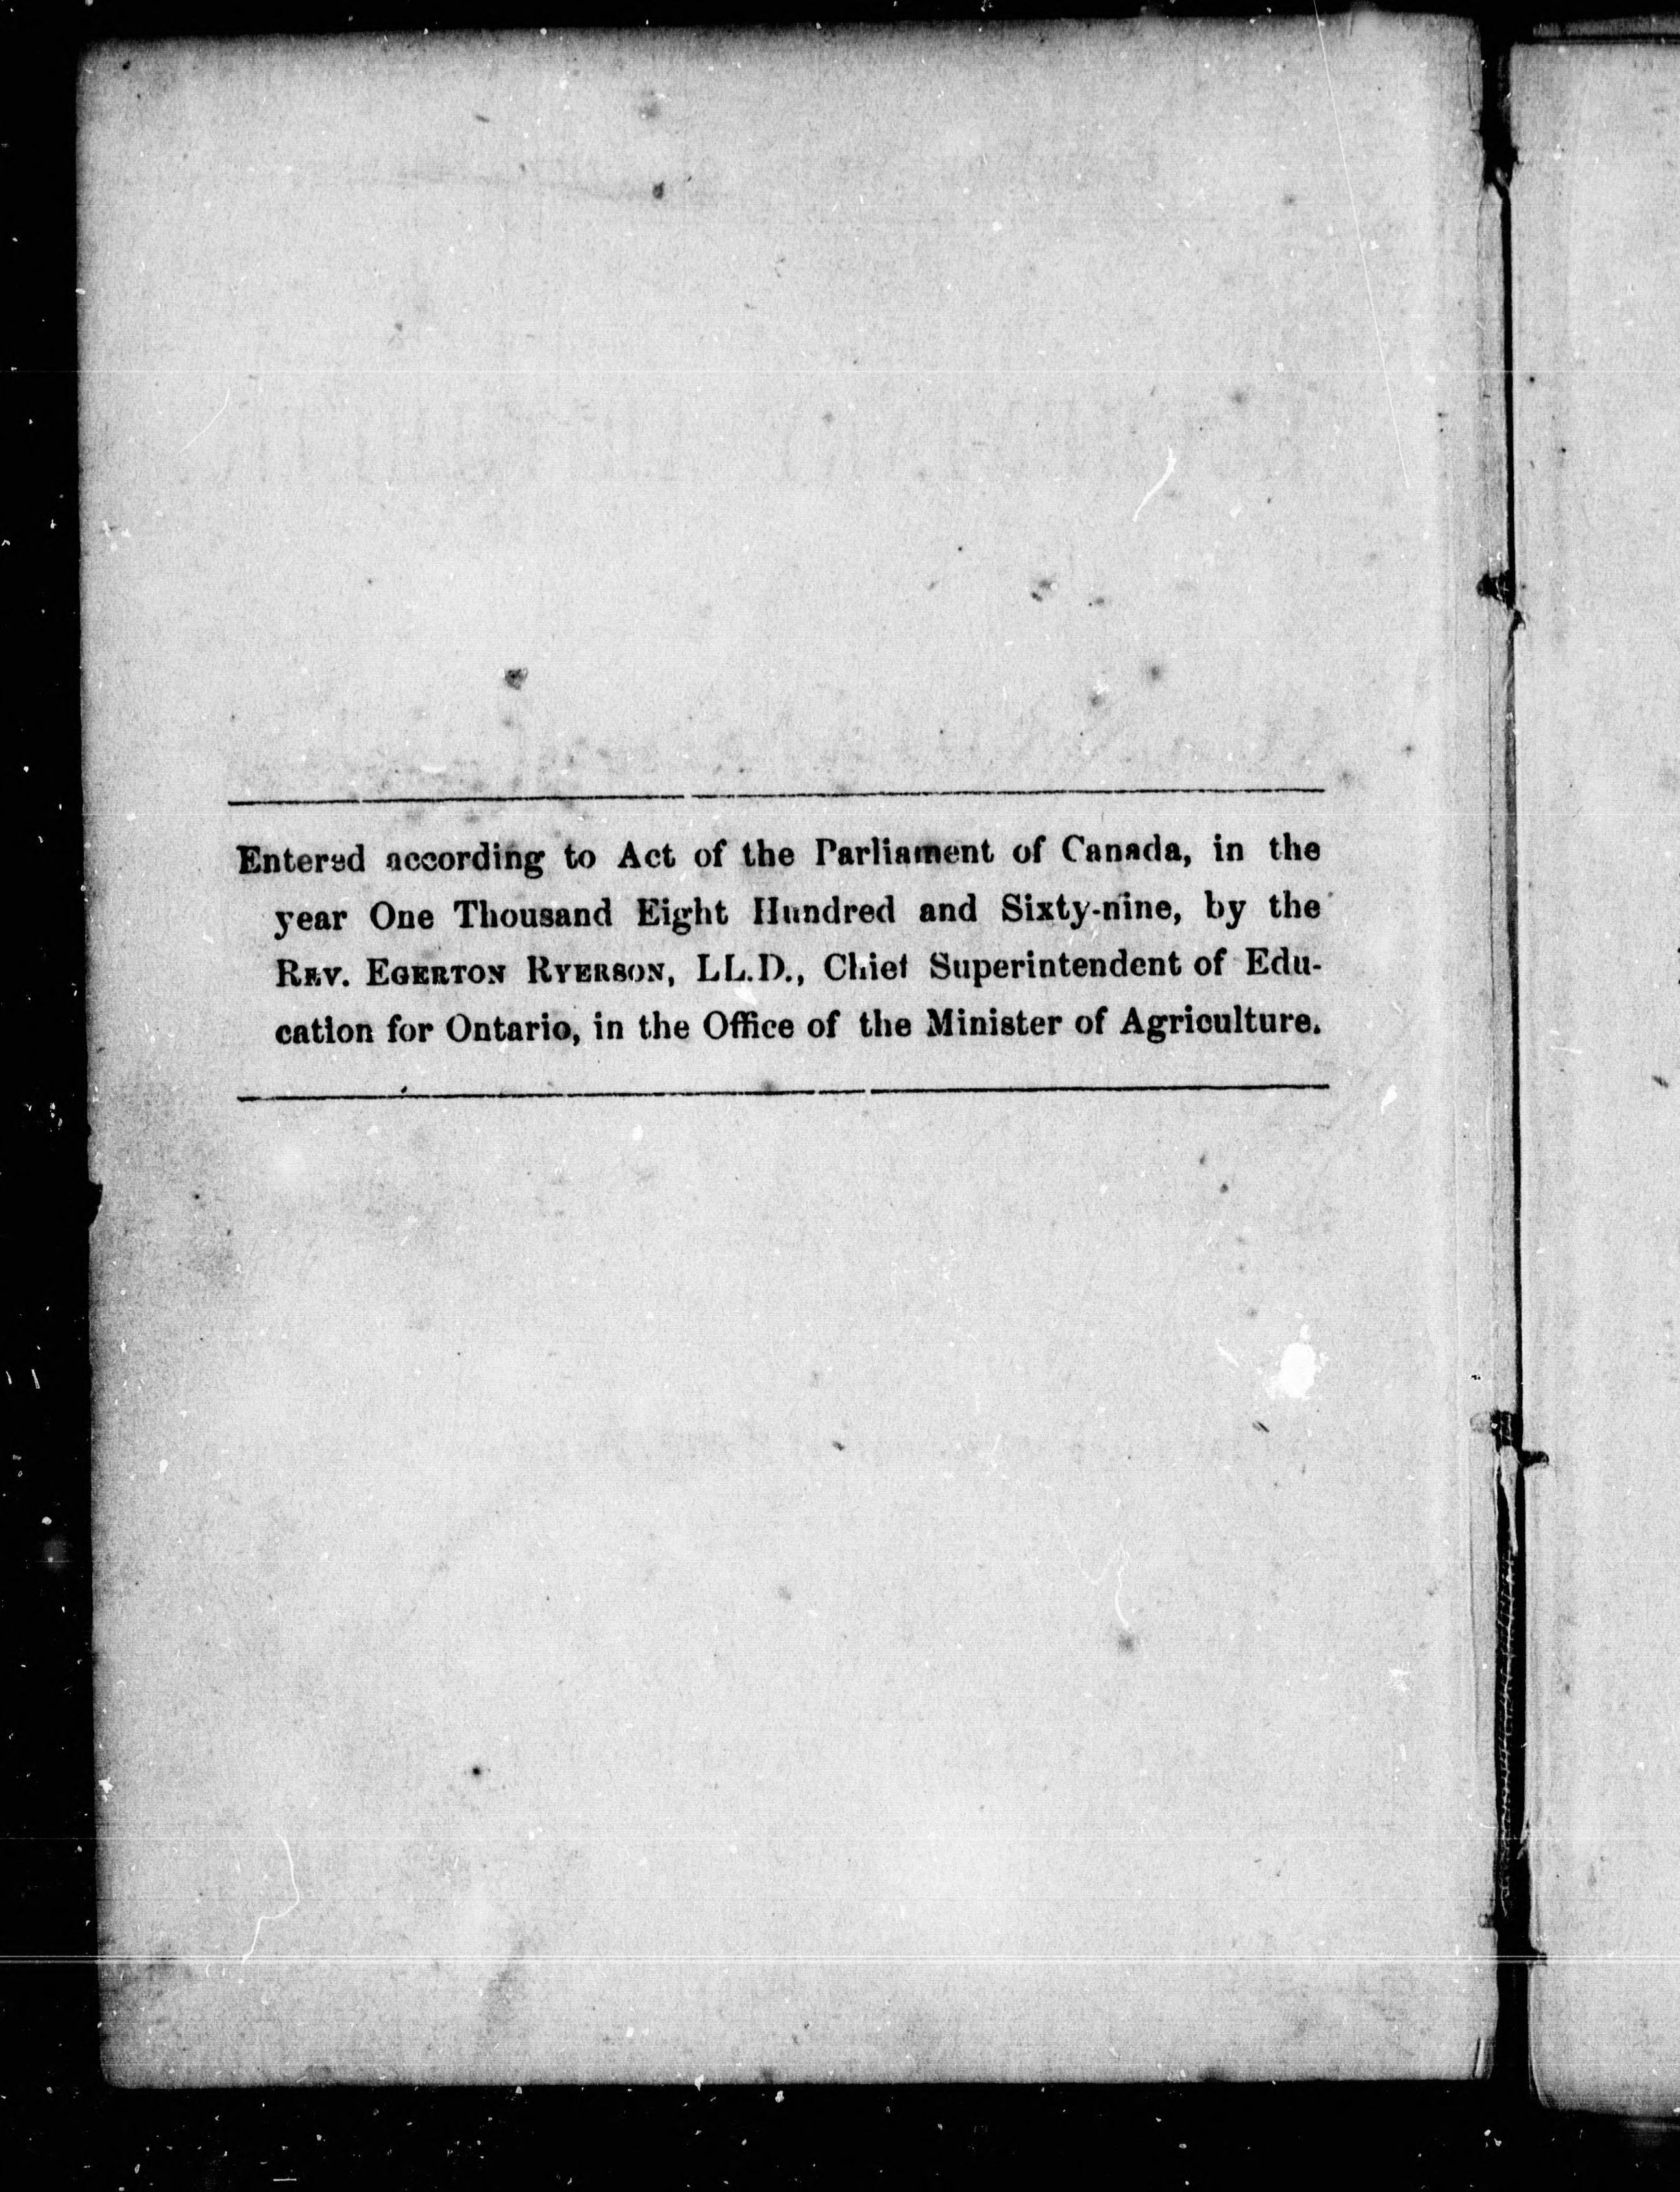 Entered according to Act of the Parliament of Canada, in the
year One Thousand Eight Hundred and Sixty-nine, by the
REV. EGERTON RYERSON, LL.D., Chief Superintendent of Edu-
cation for Ontario, in the Office of the Minister of Agriculture.